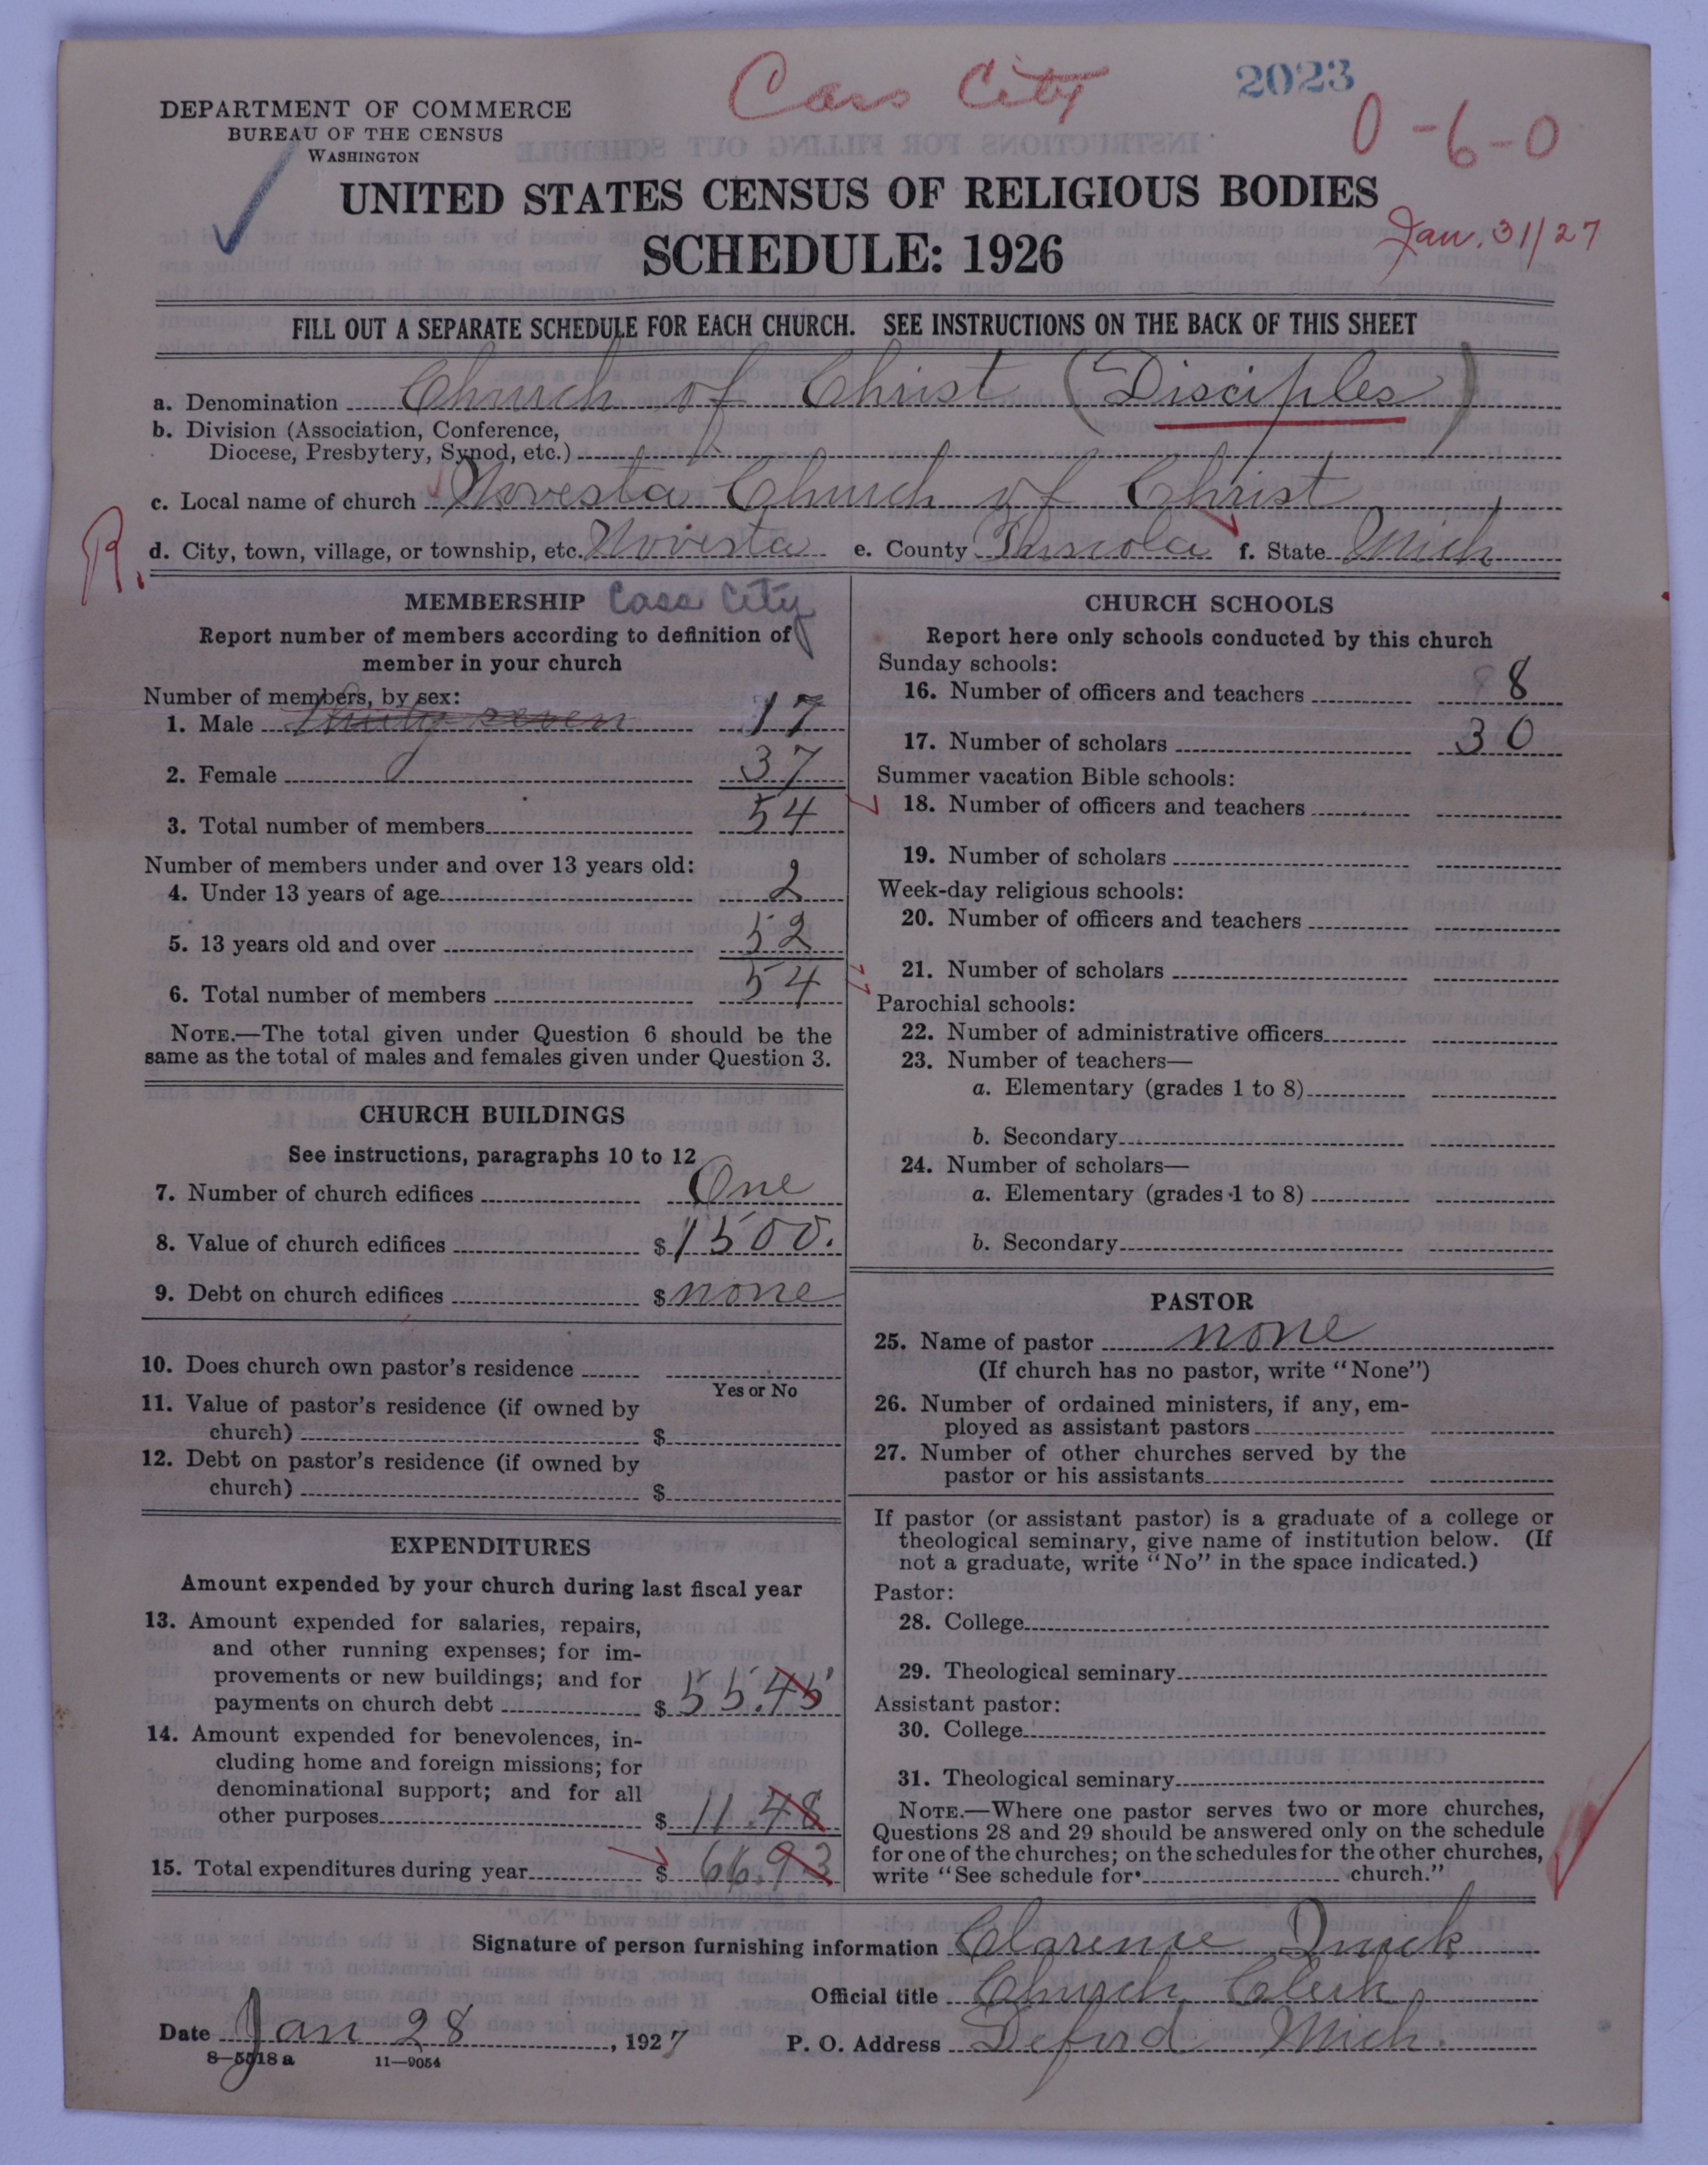 Cass City 2023
DEPARTMENT OF COMMERCE
BUREAU OF THE CENSUS
WASHINGTON
0-6-0
UNITED STATES CENSUS OF RELIGIOUS BODIES
SCHEDULE: 1926
Jan. 31/27
FILL OUT A SEPARATE SCHEDULE FOR EACH CHURCH. SEE INSTRUCTIONS ON THE BACK OF THIS SHEET
a. Denomination Church of Christ (Disciples)
b. Division (Association, Conference,
Diocese, Presbytery, Synod, etc.)
c. Local name of church Novesta Church of Christ
R.
d. City, town, village, or township, etc. Novesta e. County Tuscola f. State Mich
MEMBERSHIP Cass City
Report number of members according to definition of
member in your church
Number of members, by sex:
1. Male Thirty seven 17
2. Female 37
3. Total number of members 54
Number of members under and over 13 years old:
4. Under 13 years of age 2
5. 13 years old and over 52
6. Total number of members 54
NOTE.—The total given under Question 6 should be the
same as the total of males and females given under Question 3.
CHURCH BUILDINGS
See instructions, paragraphs 10 to 12
7. Number of church edifices One
8. Value of church edifices $1500.
9. Debt on church edifices $none
10. Does church own pastor's residence
Yes or No
11. Value of pastor's residence (if owned by
church) $
12. Debt on pastor's residence (if owned by
church) $
EXPENDITURES
Amount expended by your church during last fiscal year
13. Amount expended for salaries, repairs,
and other running expenses; for im-
provements or new buildings; and for
payments on church debt $55.45
14. Amount expended for benevolences, in-
cluding home and foreign missions; for
denominational support; and for all
other purposes $11.48
15. Total expenditures during year $66.93
CHURCH SCHOOLS
Report here only schools conducted by this church
Sunday schools:
16. Number of officers and teachers 8
17. Number of scholars 30
Summer vacation Bible schools:
18. Number of officers and teachers
19. Number of scholars
Week-day religious schools:
20. Number of officers and teachers
21. Number of scholars
Parochial schools:
22. Number of administrative officers
23. Number of teachers—
a. Elementary (grades 1 to 8)
b. Secondary
24. Number of scholars—
a. Elementary (grades 1 to 8)
b. Secondary
PASTOR
25. Name of pastor none
(If church has no pastor, write "None")
26. Number of ordained ministers, if any, em-
ployed as assistant pastors
27. Number of other churches served by the
pastor or his assistants
If pastor (or assistant pastor) is a graduate of a college or
theological seminary, give name of institution below. (If
not a graduate, write "No" in the space indicated.)
Pastor:
28. College
29. Theological seminary
Assistant pastor:
30. College
31. Theological seminary
NOTE.—Where one pastor serves two or more churches,
Questions 28 and 29 should be answered only on the schedule
for one of the churches; on the schedules for the other churches,
write "See schedule for church."
Signature of person furnishing information Clarence Quick
Official title Church Clerk
Date Jan 28, 1927 P. O. Address Deford Mich.
8—5518 a 11—9054